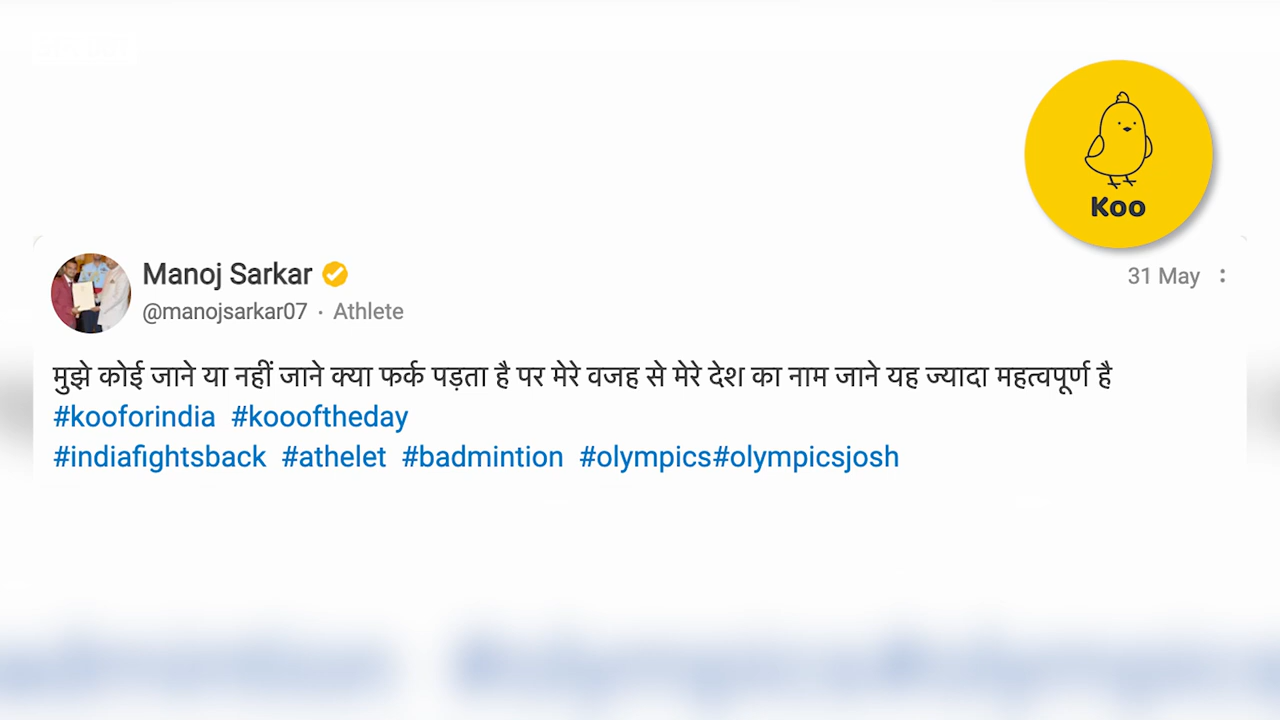 Koo
Manoj Sarkar
31 May
@manojsarkar07 · Athlete
मुझे कोई जाने या नहीं जाने क्या फर्क पड़ता है पर मेरे वजह से मेरे देश का नाम जाने यह ज्यादा महत्वपूर्ण है
#kooforindia #koooftheday
#indiafightsback #athelet #badmintion #olympics#olympicsjosh